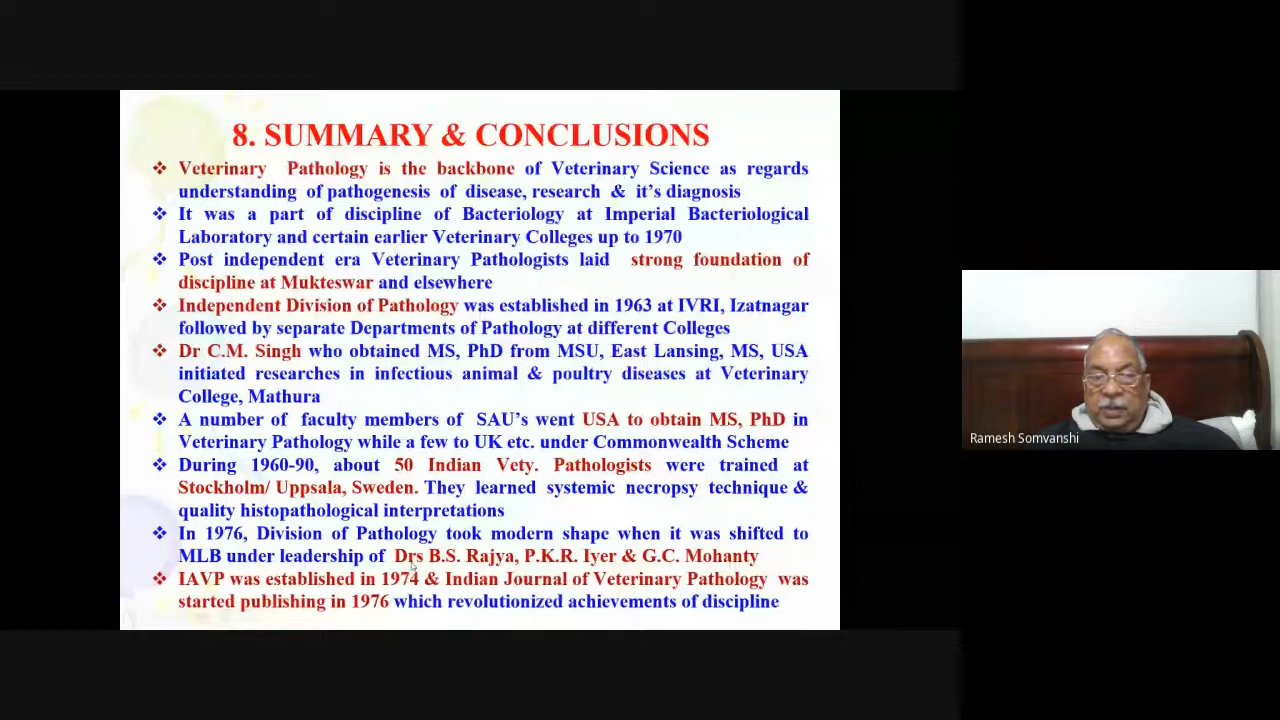 8. SUMMARY & CONCLUSIONS
Veterinary Pathology is the backbone of Veterinary Science as regards
understanding of pathogenesis of disease, research & it's diagnosis
It was a part of discipline of Bacteriology at Imperial Bacteriological
Laboratory and certain earlier Veterinary Colleges up to 1970
Post independent era Veterinary Pathologists laid strong foundation of
discipline at Mukteswar and elsewhere
Independent Division of Pathology was established in 1963 at IVRI, Izatnagar
followed by separate Departments of Pathology at different Colleges
Dr C.M. Singh who obtained MS, PhD from MSU, East Lansing, MS, USA
initiated researches in infectious animal & poultry diseases at Veterinary
College, Mathura
A number of faculty members of SAU's went USA to obtain MS, PhD in
Veterinary Pathology while a few to UK etc. under Commonwealth Scheme
During 1960-90, about 50 Indian Vety. Pathologists were trained at
Stockholm/ Uppsala, Sweden. They learned systemic necropsy technique &
quality histopathological interpretations
In 1976, Division of Pathology took modern shape when it was shifted to
MLB under leadership of Drs B.S. Rajya, P.K.R. Iyer & G.C. Mohanty
IAVP was established in 1974 & Indian Journal of Veterinary Pathology was
started publishing in 1976 which revolutionized achievements of discipline
Ramesh Somvanshi